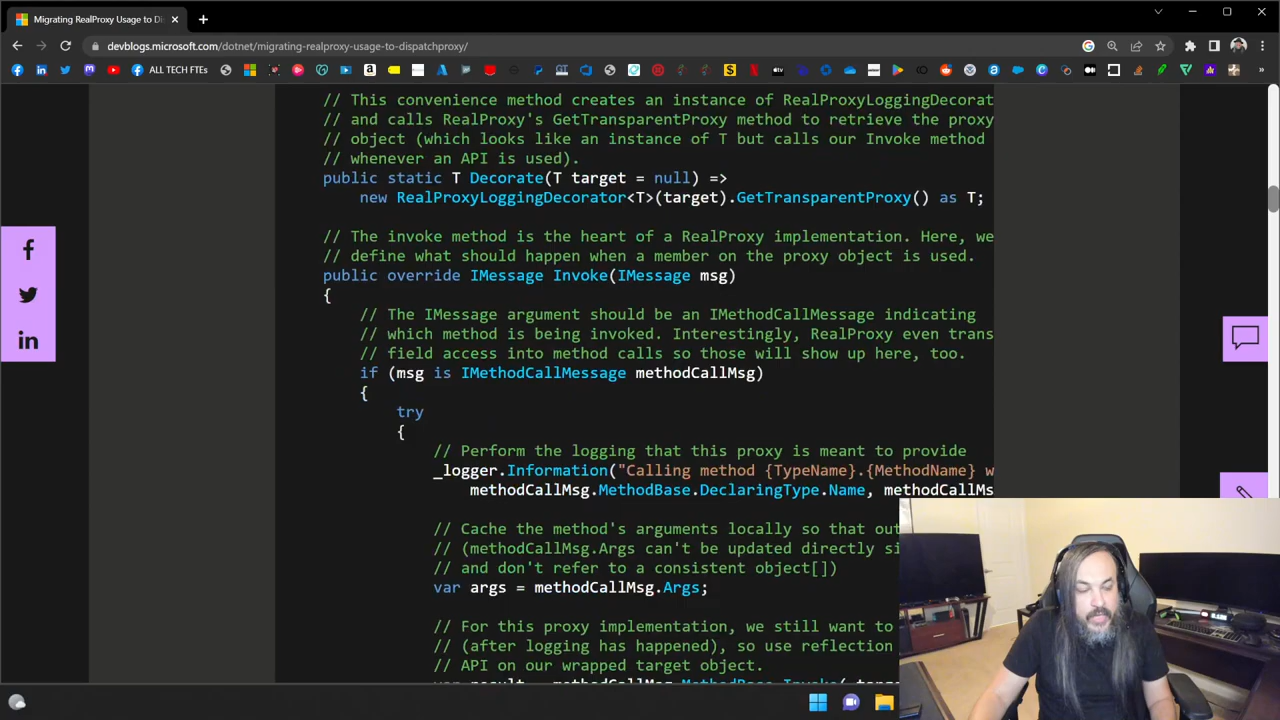 Migrating RealProxy Usage to Dis
devblogs.microsoft.com/dotnet/migrating-realproxy-usage-to-dispatchproxy/
ALL TECH FTEs
// This convenience method creates an instance of RealProxyLoggingDecorat
// and calls RealProxy's GetTransparentProxy method to retrieve the proxy
// object (which looks like an instance of T but calls our Invoke method
// whenever an API is used).
public static T Decorate(T target = null) =>
new RealProxyLoggingDecorator<T>(target).GetTransparentProxy() as T;
// The invoke method is the heart of a RealProxy implementation. Here, we
// define what should happen when a member on the proxy object is used.
public override IMessage Invoke(IMessage msg)
{
// The IMessage argument should be an IMethodCallMessage indicating
// which method is being invoked. Interestingly, RealProxy even trans
// field access into method calls so those will show up here, too.
if (msg is IMethodCallMessage methodCallMsg)
{
try
{
// Perform the logging that this proxy is meant to provide
_logger.Information("Calling method {TypeName}.{MethodName} w
methodCallMsg.MethodBase.DeclaringType.Name, methodCallMs
// Cache the method's arguments locally so that ou
// (methodCallMsg.Args can't be updated directly si
// and don't refer to a consistent object[])
var args = methodCallMsg.Args;
// For this proxy implementation, we still want to
// (after logging has happened), so use reflection
// API on our wrapped target object.
var result = methodCallMsg.MethodBase.Invoke(_targe